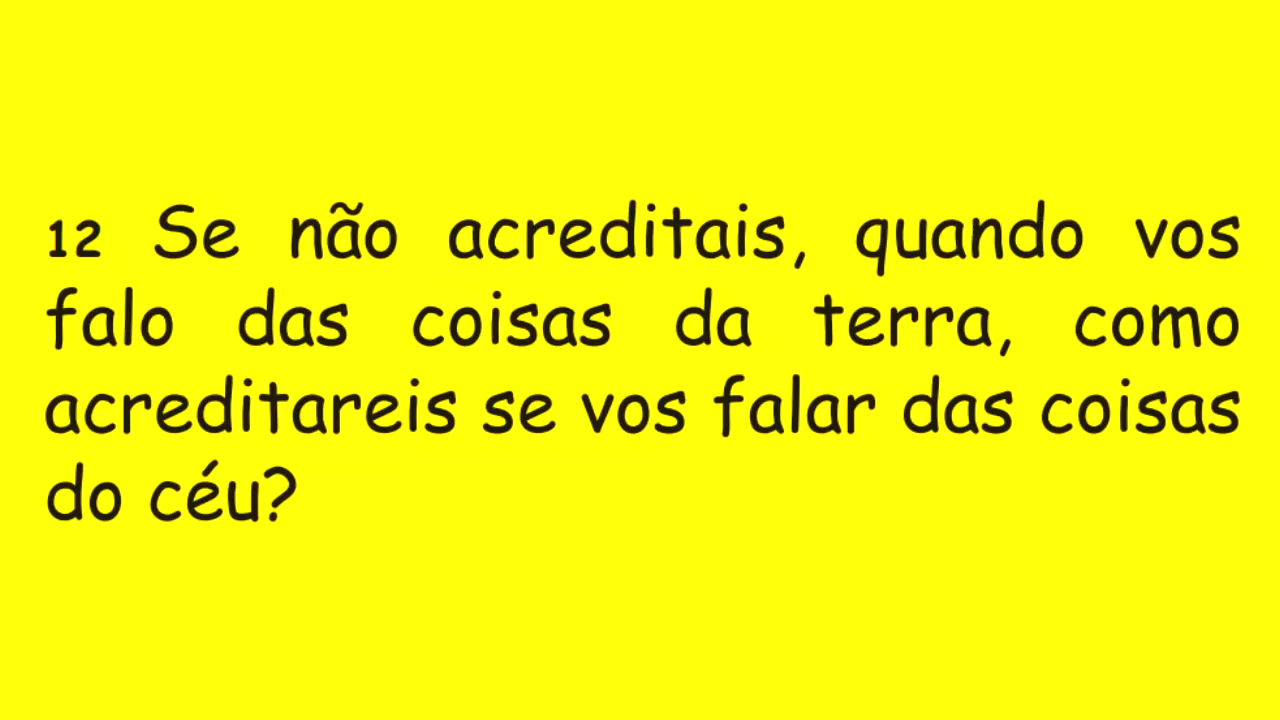 12 Se não acreditais, quando vos
falo das coisas da terra, como
acreditareis se vos falar das coisas
do céu?